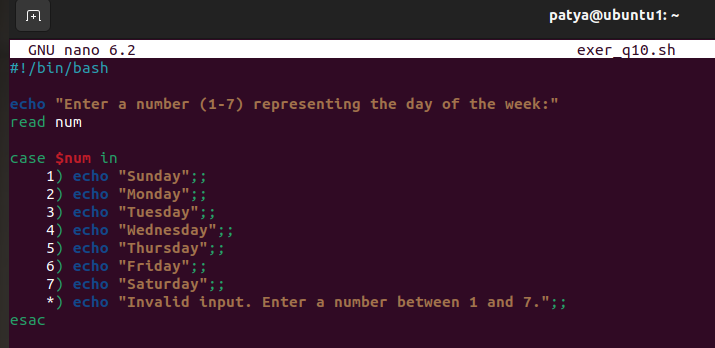 patya@ubuntu1: ~
GNU nano 6.2 exer_q10.sh
#!/bin/bash
echo "Enter a number (1-7) representing the day of the week:"
read num
case $num in
1) echo "Sunday";;
2) echo "Monday";;
3) echo "Tuesday";;
4) echo "Wednesday";;
5) echo "Thursday";;
6) echo "Friday";;
7) echo "Saturday";;
*) echo "Invalid input. Enter a number between 1 and 7.";;
esac